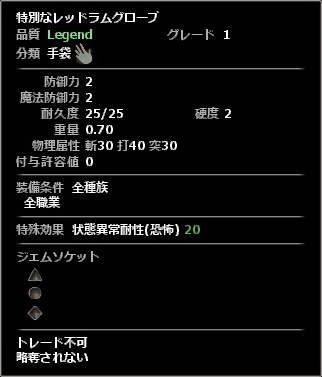 特別なレッドラムグローブ
品質 Legend グレード 1
分類 手袋
防御力 2
魔法防御力 2
耐久度 25/25 硬度 2
重量 0.70
物理属性 斬30 打40 突30
付与許容値 0
装備条件 全種族
全職業
特殊効果 状態異常耐性(恐怖) 20
ジェムソケット
トレード不可
略奪されない